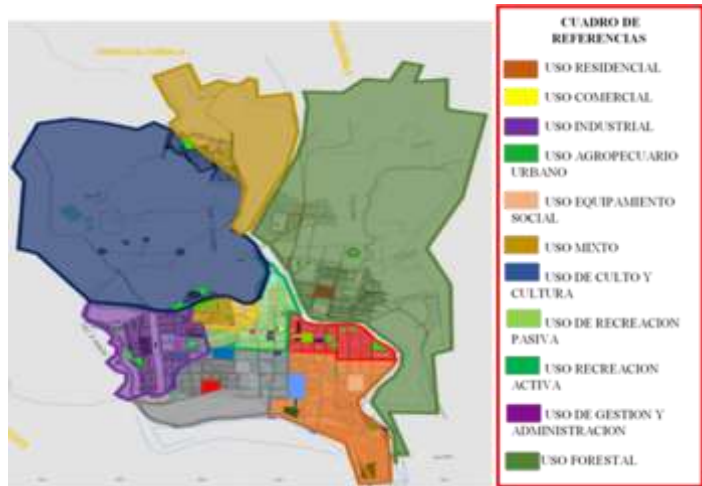 CUADRO DE
REFERENCIAS
USO RESIDENCIAL
USO COMERCIAL
USO INDUSTRIAL
USO AGROPECUARIO
URBANO
USO EQUIPAMIENTO
SOCIAL
USO MIXTO
USO DE CULTO Y
CULTURA
USO DE RECREACION
PASIVA
USO RECREACION
ACTIVA
USO DE GESTION Y
ADMINISTRACION
USO FORESTAL